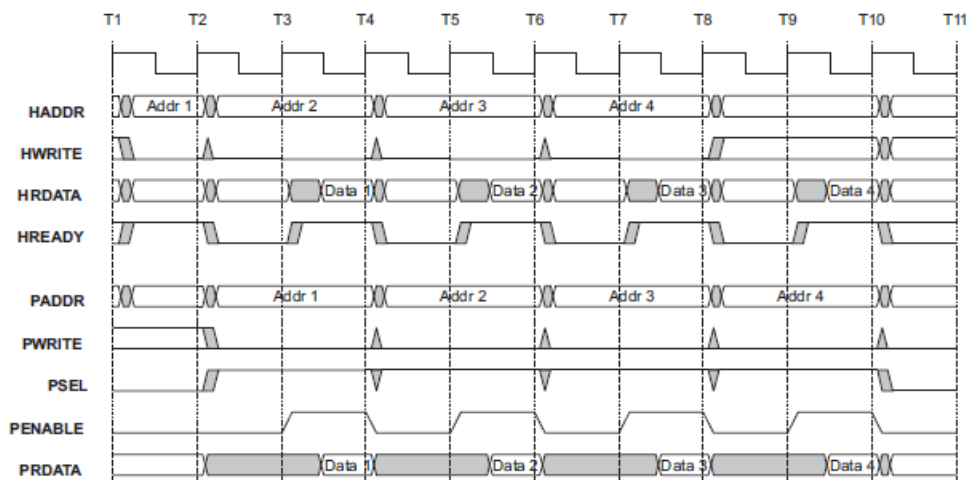 T1 T2 T3 T4 T5 T6 T7 T8 T9 T10 T11
HADDR Addr 1 Addr 2 Addr 3 Addr 4
HWRITE
HRDATA Data 1 Data 2 Data 3 Data 4
HREADY
PADDR Addr 1 Addr 2 Addr 3 Addr 4
PWRITE
PSEL
PENABLE
PRDATA Data 1 Data 2 Data 3 Data 4